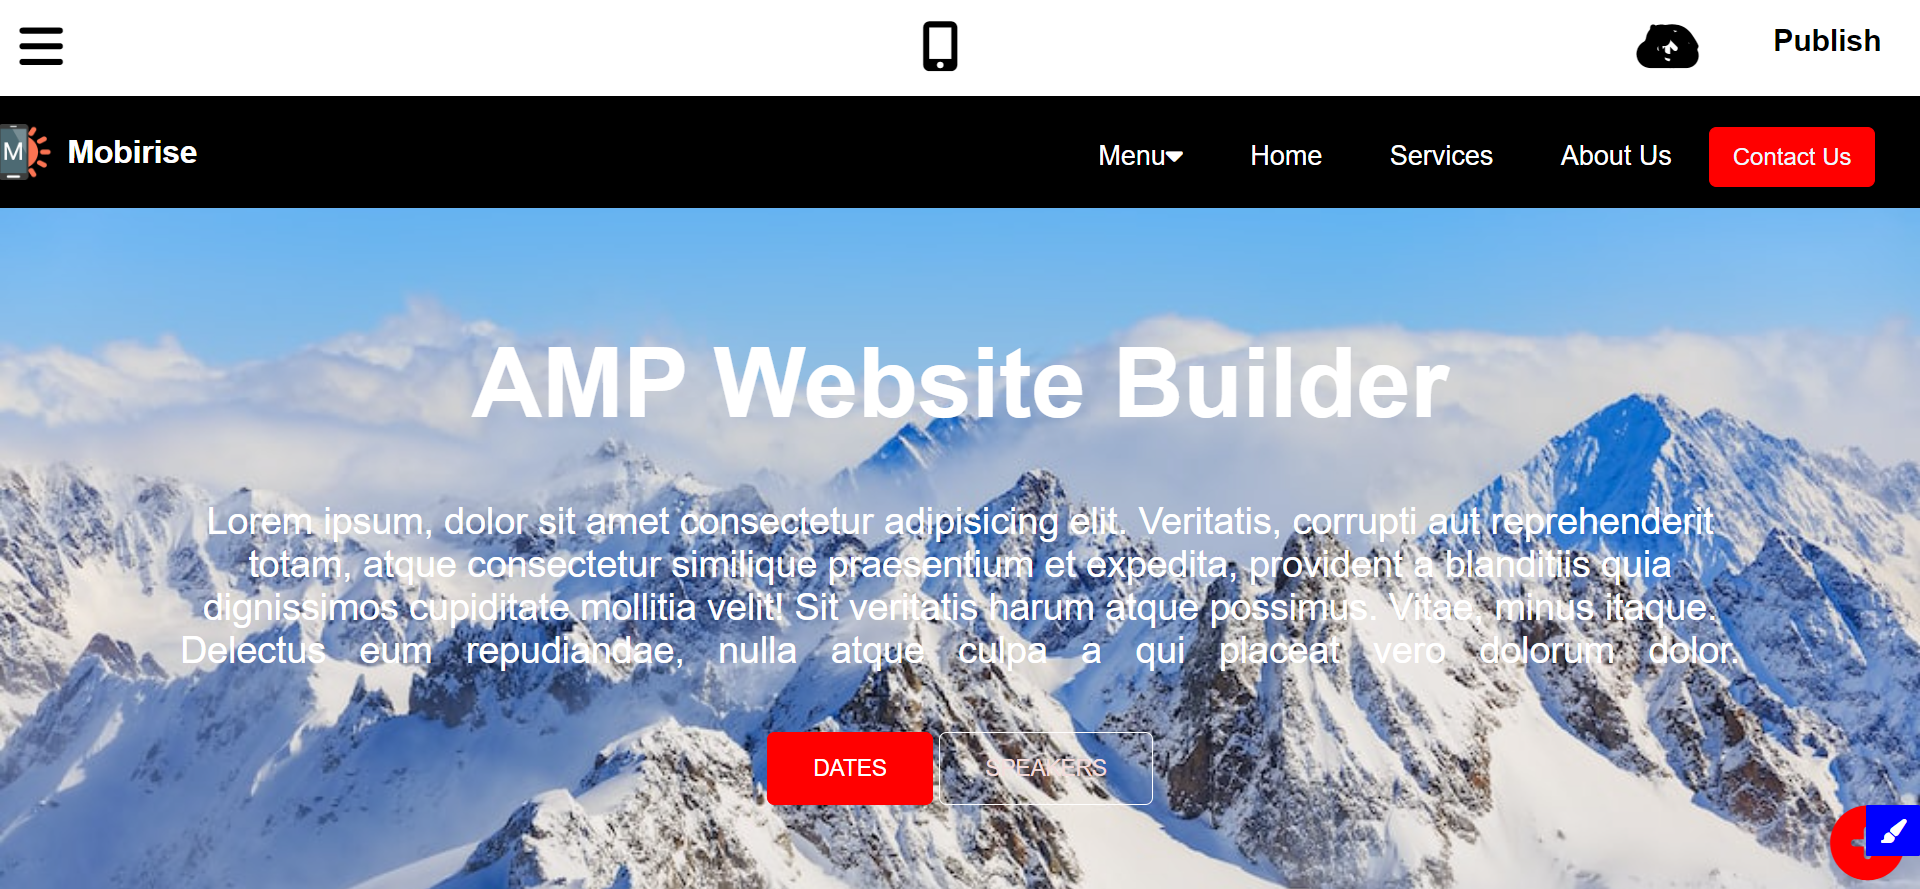 Publish
M Mobirise
Menu Home Services About Us Contact Us
AMP Website Builder
Lorem ipsum, dolor sit amet consectetur adipisicing elit. Veritatis, corrupti aut reprehenderit
totam, atque consectetur similique praesentium et expedita, provident a blanditiis quia
dignissimos cupiditate mollitia velit! Sit veritatis harum atque possimus. Vitae, minus itaque.
Delectus eum repudiandae, nulla atque culpa a qui placeat vero dolorum dolor.
DATES SPEAKERS